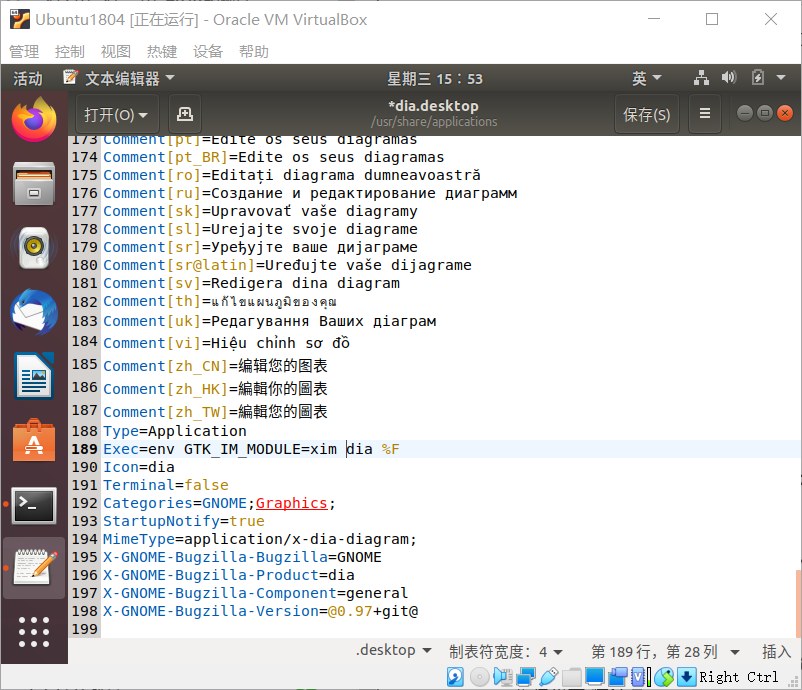 Ubuntu1804 [正在运行] - Oracle VM VirtualBox
管理 控制 视图 热键 设备 帮助
活动 文本编辑器 星期三 15：53 英
打开(O) *dia.desktop 保存(S)
/usr/share/applications
173 Comment[pt]=Edite os seus diagramas
174 Comment[pt_BR]=Edite os seus diagramas
175 Comment[ro]=Editați diagrama dumneavoastră
176 Comment[ru]=Создание и редактирование диаграмм
177 Comment[sk]=Upravovať vaše diagramy
178 Comment[sl]=Urejajte svoje diagrame
179 Comment[sr]=Уређујте ваше дијаграме
180 Comment[sr@latin]=Uređujte vaše dijagrame
181 Comment[sv]=Redigera dina diagram
182 Comment[th]=แก้ไขแผนภูมิของคุณ
183 Comment[uk]=Редагування Ваших діаграм
184 Comment[vi]=Hiệu chỉnh sơ đồ
185 Comment[zh_CN]=编辑您的图表
186 Comment[zh_HK]=編輯你的圖表
187 Comment[zh_TW]=編輯您的圖表
188 Type=Application
189 Exec=env GTK_IM_MODULE=xim dia %F
190 Icon=dia
191 Terminal=false
192 Categories=GNOME;Graphics;
193 StartupNotify=true
194 MimeType=application/x-dia-diagram;
195 X-GNOME-Bugzilla-Bugzilla=GNOME
196 X-GNOME-Bugzilla-Product=dia
197 X-GNOME-Bugzilla-Component=general
198 X-GNOME-Bugzilla-Version=@0.97+git@
199
.desktop 制表符宽度：4 第 189 行，第 28 列 插入
Right Ctrl